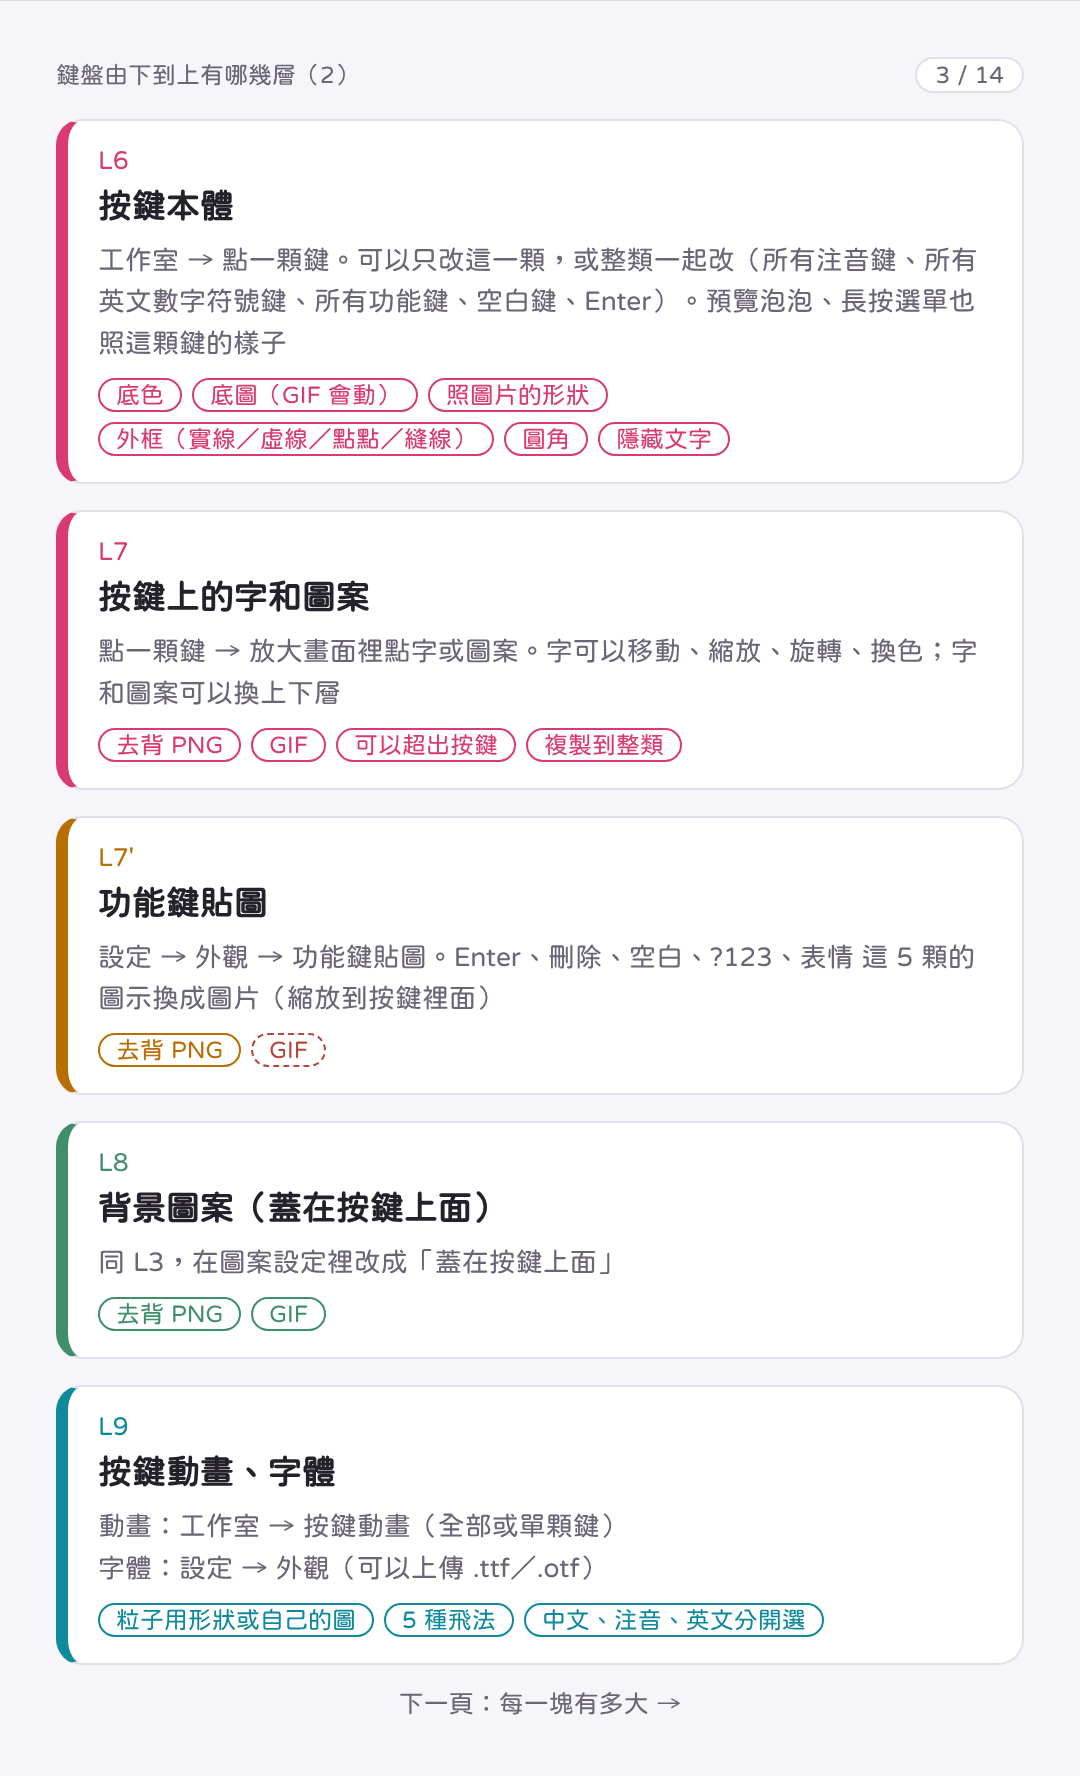 鍵盤由下到上有哪幾層（2）
3 / 14
L6
按鍵本體
工作室 → 點一顆鍵。可以只改這一顆，或整類一起改（所有注音鍵、所有
英文數字符號鍵、所有功能鍵、空白鍵、Enter）。預覽泡泡、長按選單也
照這顆鍵的樣子
底色 底圖（GIF 會動） 照圖片的形狀
外框（實線／虛線／點點／縫線） 圓角 隱藏文字
L7
按鍵上的字和圖案
點一顆鍵 → 放大畫面裡點字或圖案。字可以移動、縮放、旋轉、換色；字
和圖案可以換上下層
去背 PNG GIF 可以超出按鍵 複製到整類
L7'
功能鍵貼圖
設定 → 外觀 → 功能鍵貼圖。Enter、刪除、空白、?123、表情 這 5 顆的
圖示換成圖片（縮放到按鍵裡面）
去背 PNG GIF
L8
背景圖案（蓋在按鍵上面）
同 L3，在圖案設定裡改成「蓋在按鍵上面」
去背 PNG GIF
L9
按鍵動畫、字體
動畫：工作室 → 按鍵動畫（全部或單顆鍵）
字體：設定 → 外觀（可以上傳 .ttf／.otf）
粒子用形狀或自己的圖 5 種飛法 中文、注音、英文分開選
下一頁：每一塊有多大 →